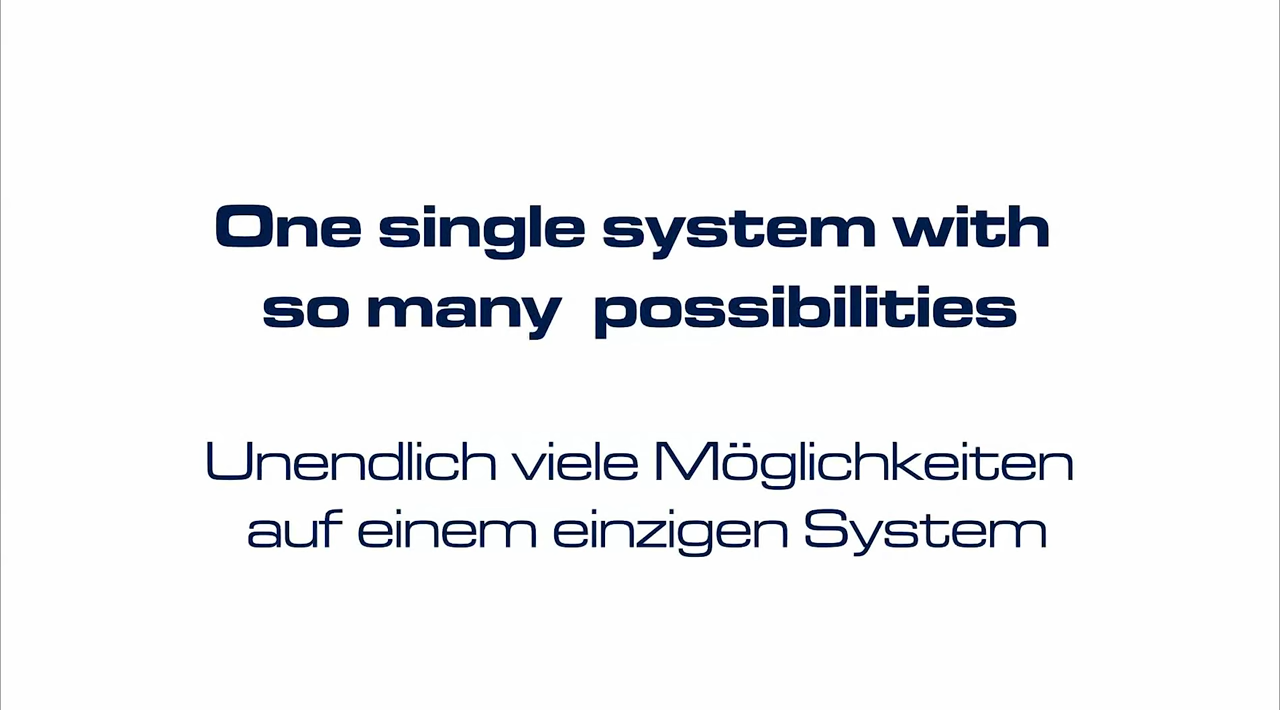 One single system with
so many  possibilities
Unendlich viele Möglichkeiten
auf einem einzigen System